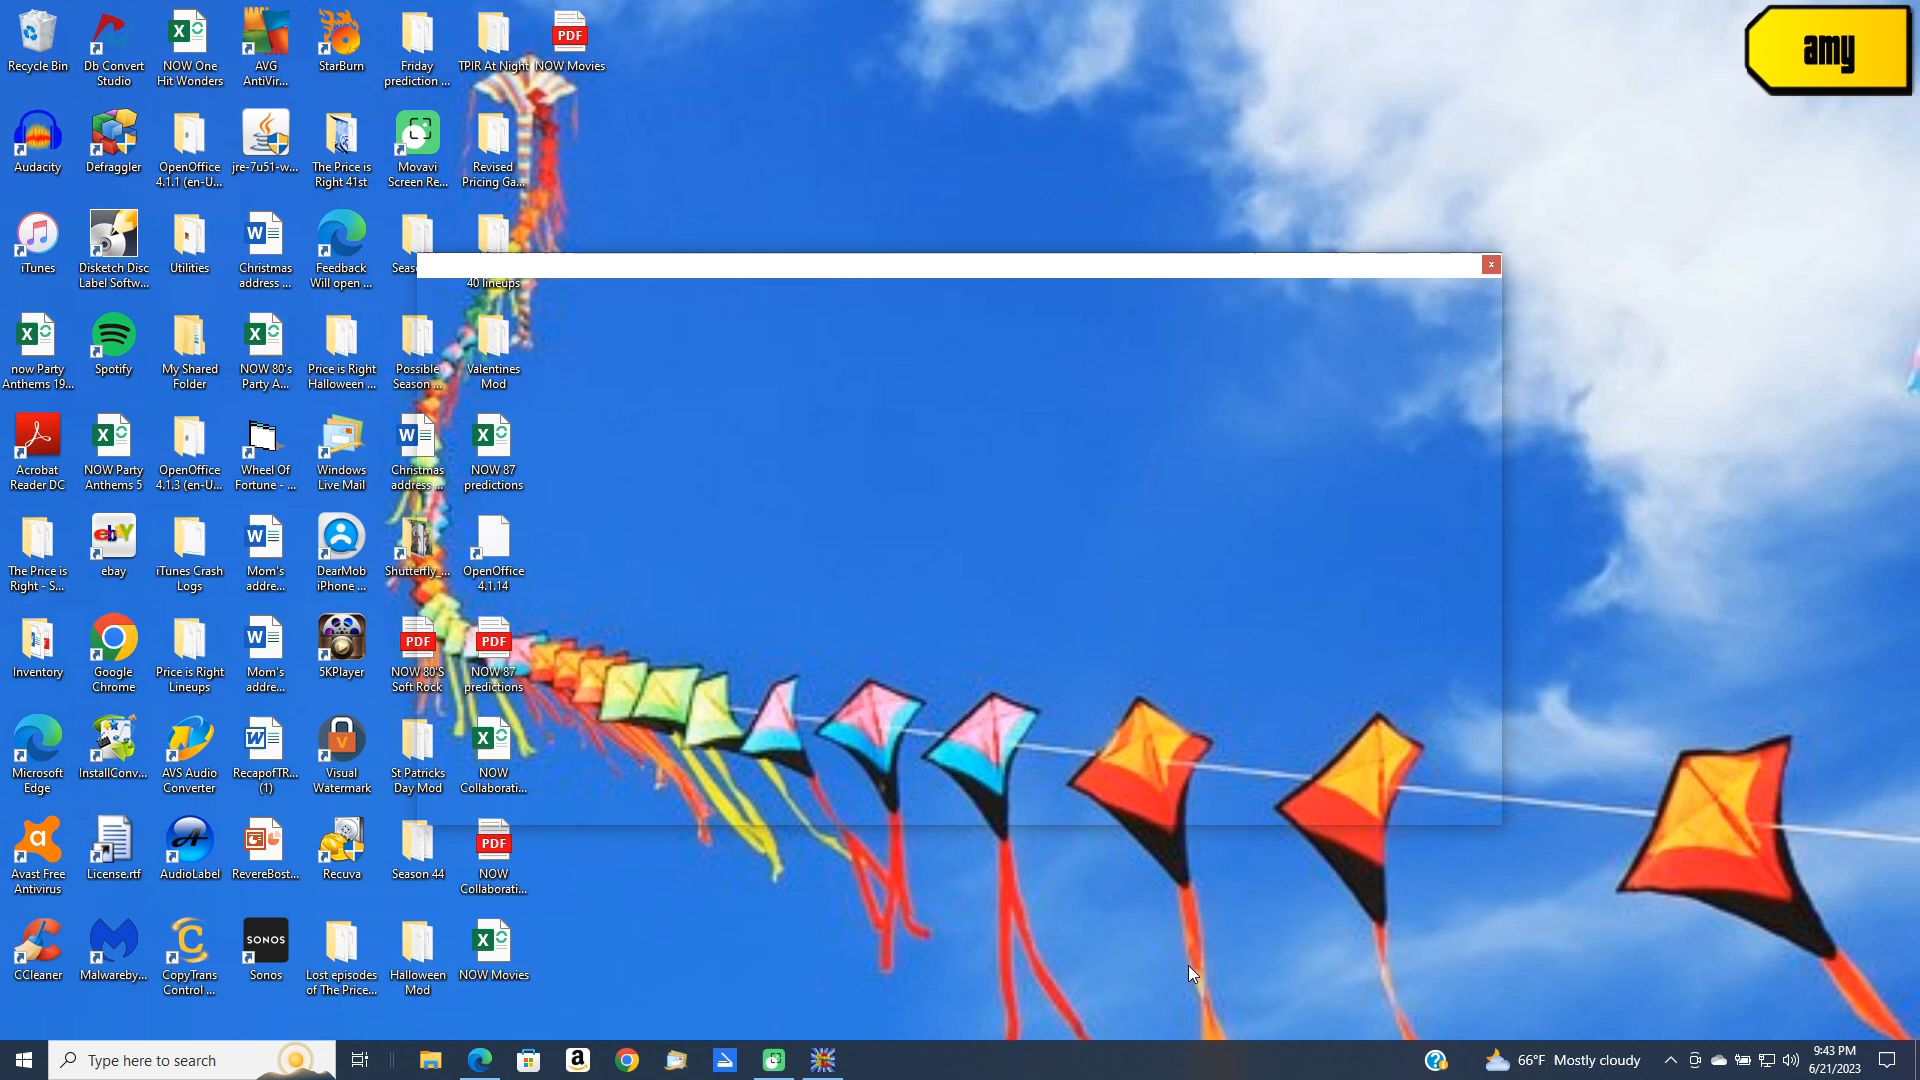 amy
Recycle Bin
Db Convert
Studio
NOW One
Hit Wonders
AVG
AntiVir...
StarBurn
Friday
prediction ...
TPIR At Night
NOW Movies
PDF
Audacity
Defraggler
OpenOffice
4.1.1 (en-U...
jre-7u51-w...
The Price is
Right 41st
Movavi
Screen Re...
Revised
Pricing Ga...
iTunes
Disketch Disc
Label Softw...
Utilities
Christmas
address ...
Feedback
Will open ...
Seas
40 lineups
now Party
Anthems 19...
Spotify
My Shared
Folder
NOW 80's
Party A...
Price is Right
Halloween ...
Possible
Season ...
Valentines
Mod
Acrobat
Reader DC
NOW Party
Anthems 5
OpenOffice
4.1.3 (en-U...
Wheel Of
Fortune - ...
Windows
Live Mail
Christmas
address ...
NOW 87
predictions
The Price is
Right - S...
ebay
ebay
iTunes Crash
Logs
Mom's
addre...
DearMob
iPhone ...
Shutterfly_...
OpenOffice
4.1.14
Inventory
Google
Chrome
Price is Right
Lineups
Mom's
addre...
5KPlayer
PDF
NOW 80'S
Soft Rock
PDF
NOW 87
predictions
Microsoft
Edge
InstallConv...
AVS Audio
Converter
RecapofTR...
(1)
Visual
Watermark
St Patricks
Day Mod
NOW
Collaborati...
Avast Free
Antivirus
License.rtf
AudioLabel
RevereBost...
Recuva
Season 44
PDF
NOW
Collaborati...
CCleaner
Malwareby...
CopyTrans
Control ...
SONOS
Sonos
Lost episodes
of The Price...
Halloween
Mod
NOW Movies
Type here to search
66°F Mostly cloudy
9:43 PM
6/21/2023